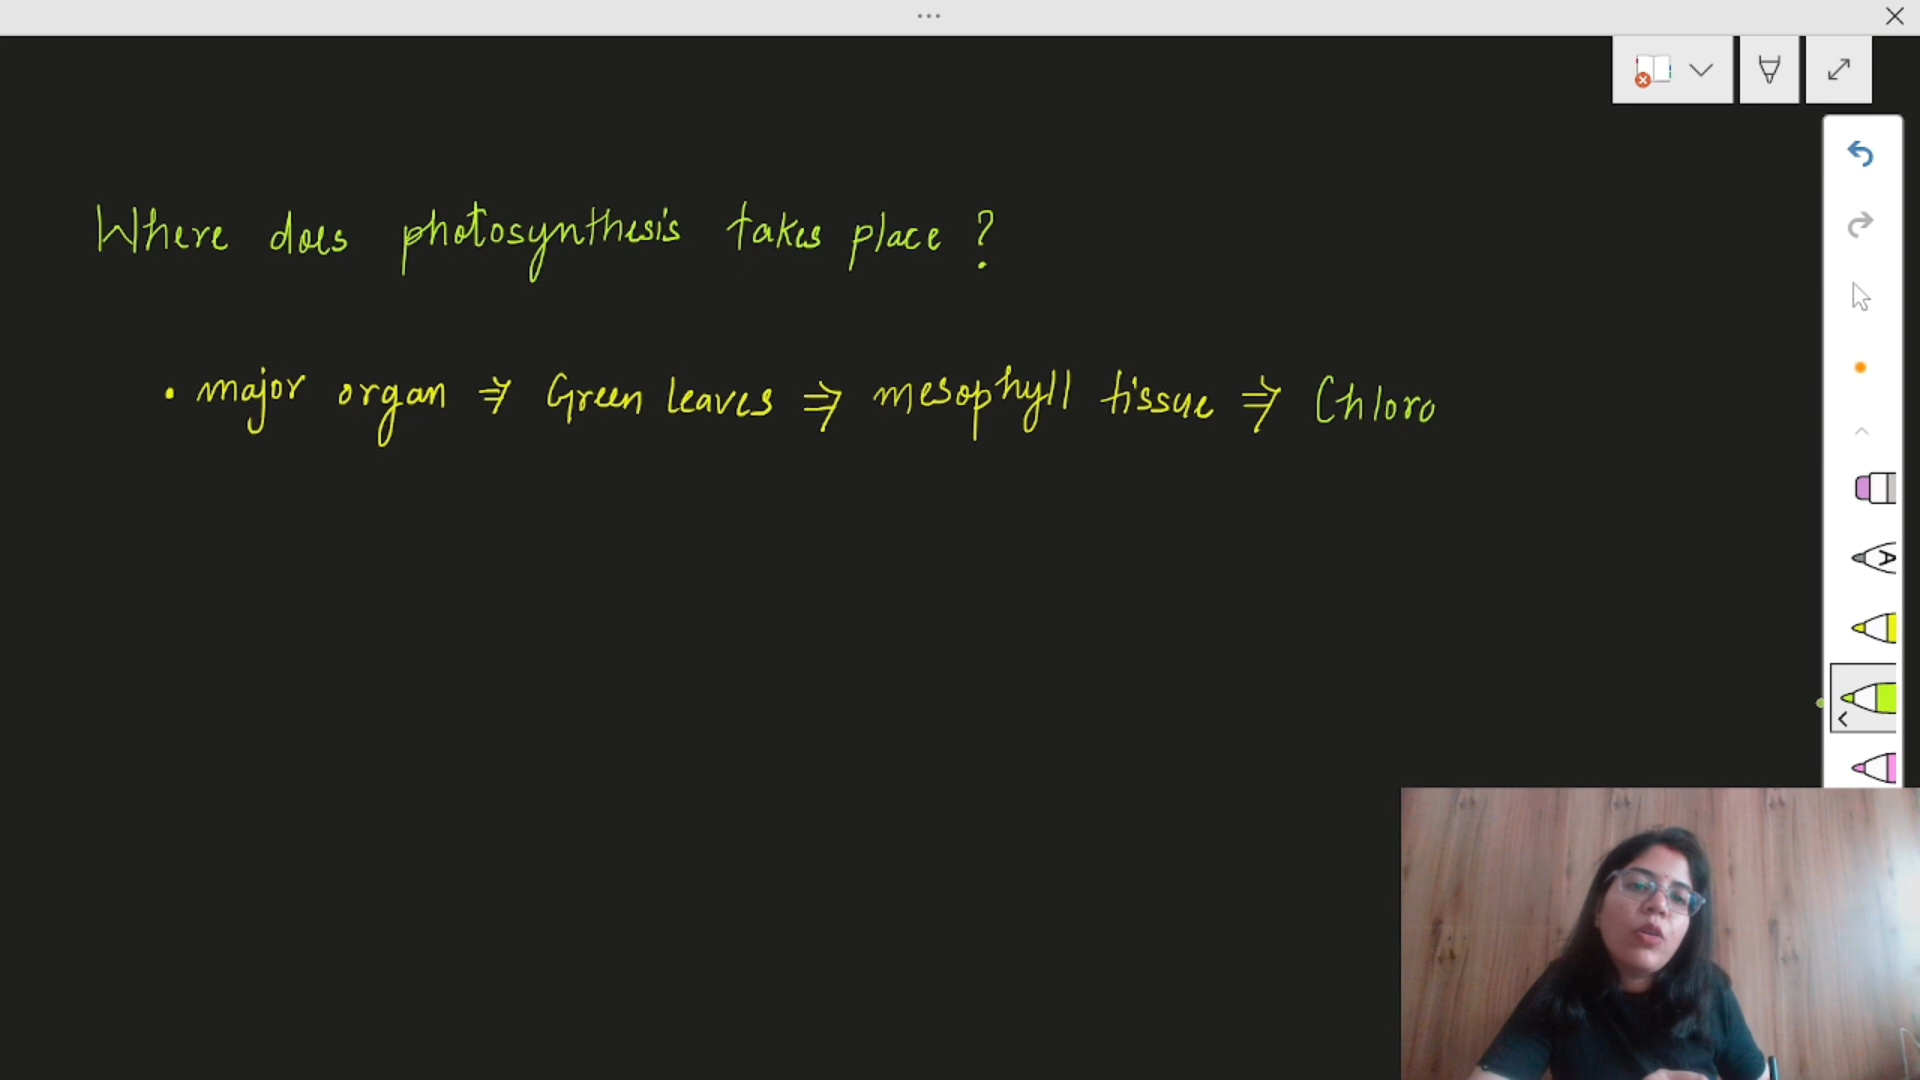 Where does photosynthesis takes place ?
• major organ ⇒ Green leaves ⇒ mesophyll tissue ⇒ Chloro